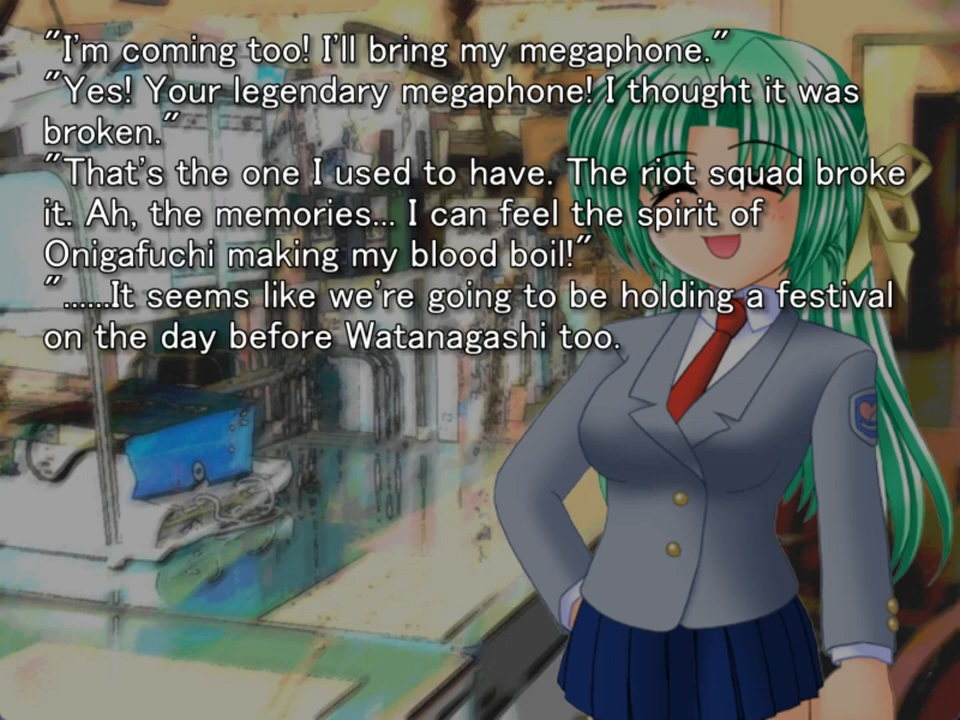 "I'm coming too! I'll bring my megaphone."
"Yes! Your legendary megaphone! I thought it was
broken."
"That's the one I used to have. The riot squad broke
it. Ah, the memories... I can feel the spirit of
Onigafuchi making my blood boil!"
"......It seems like we're going to be holding a festival
on the day before Watanagashi too.